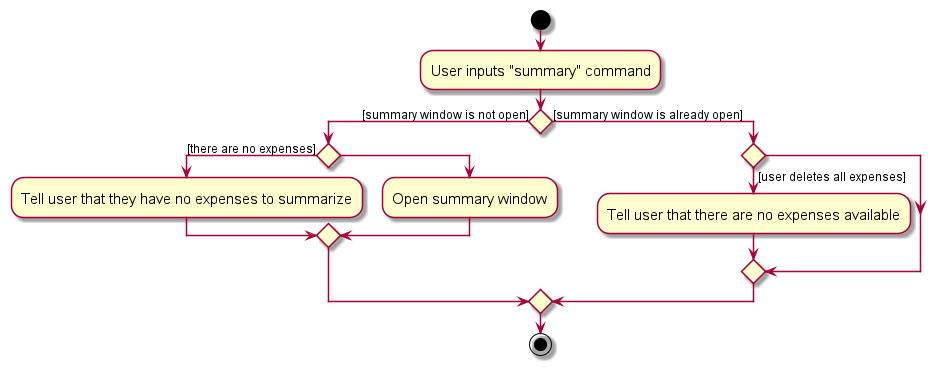 User inputs "summary" command
[summary window is not open]
[summary window is already open]
[there are no expenses]
[user deletes all expenses]
Tell user that they have no expenses to summarize
Open summary window
Tell user that there are no expenses available